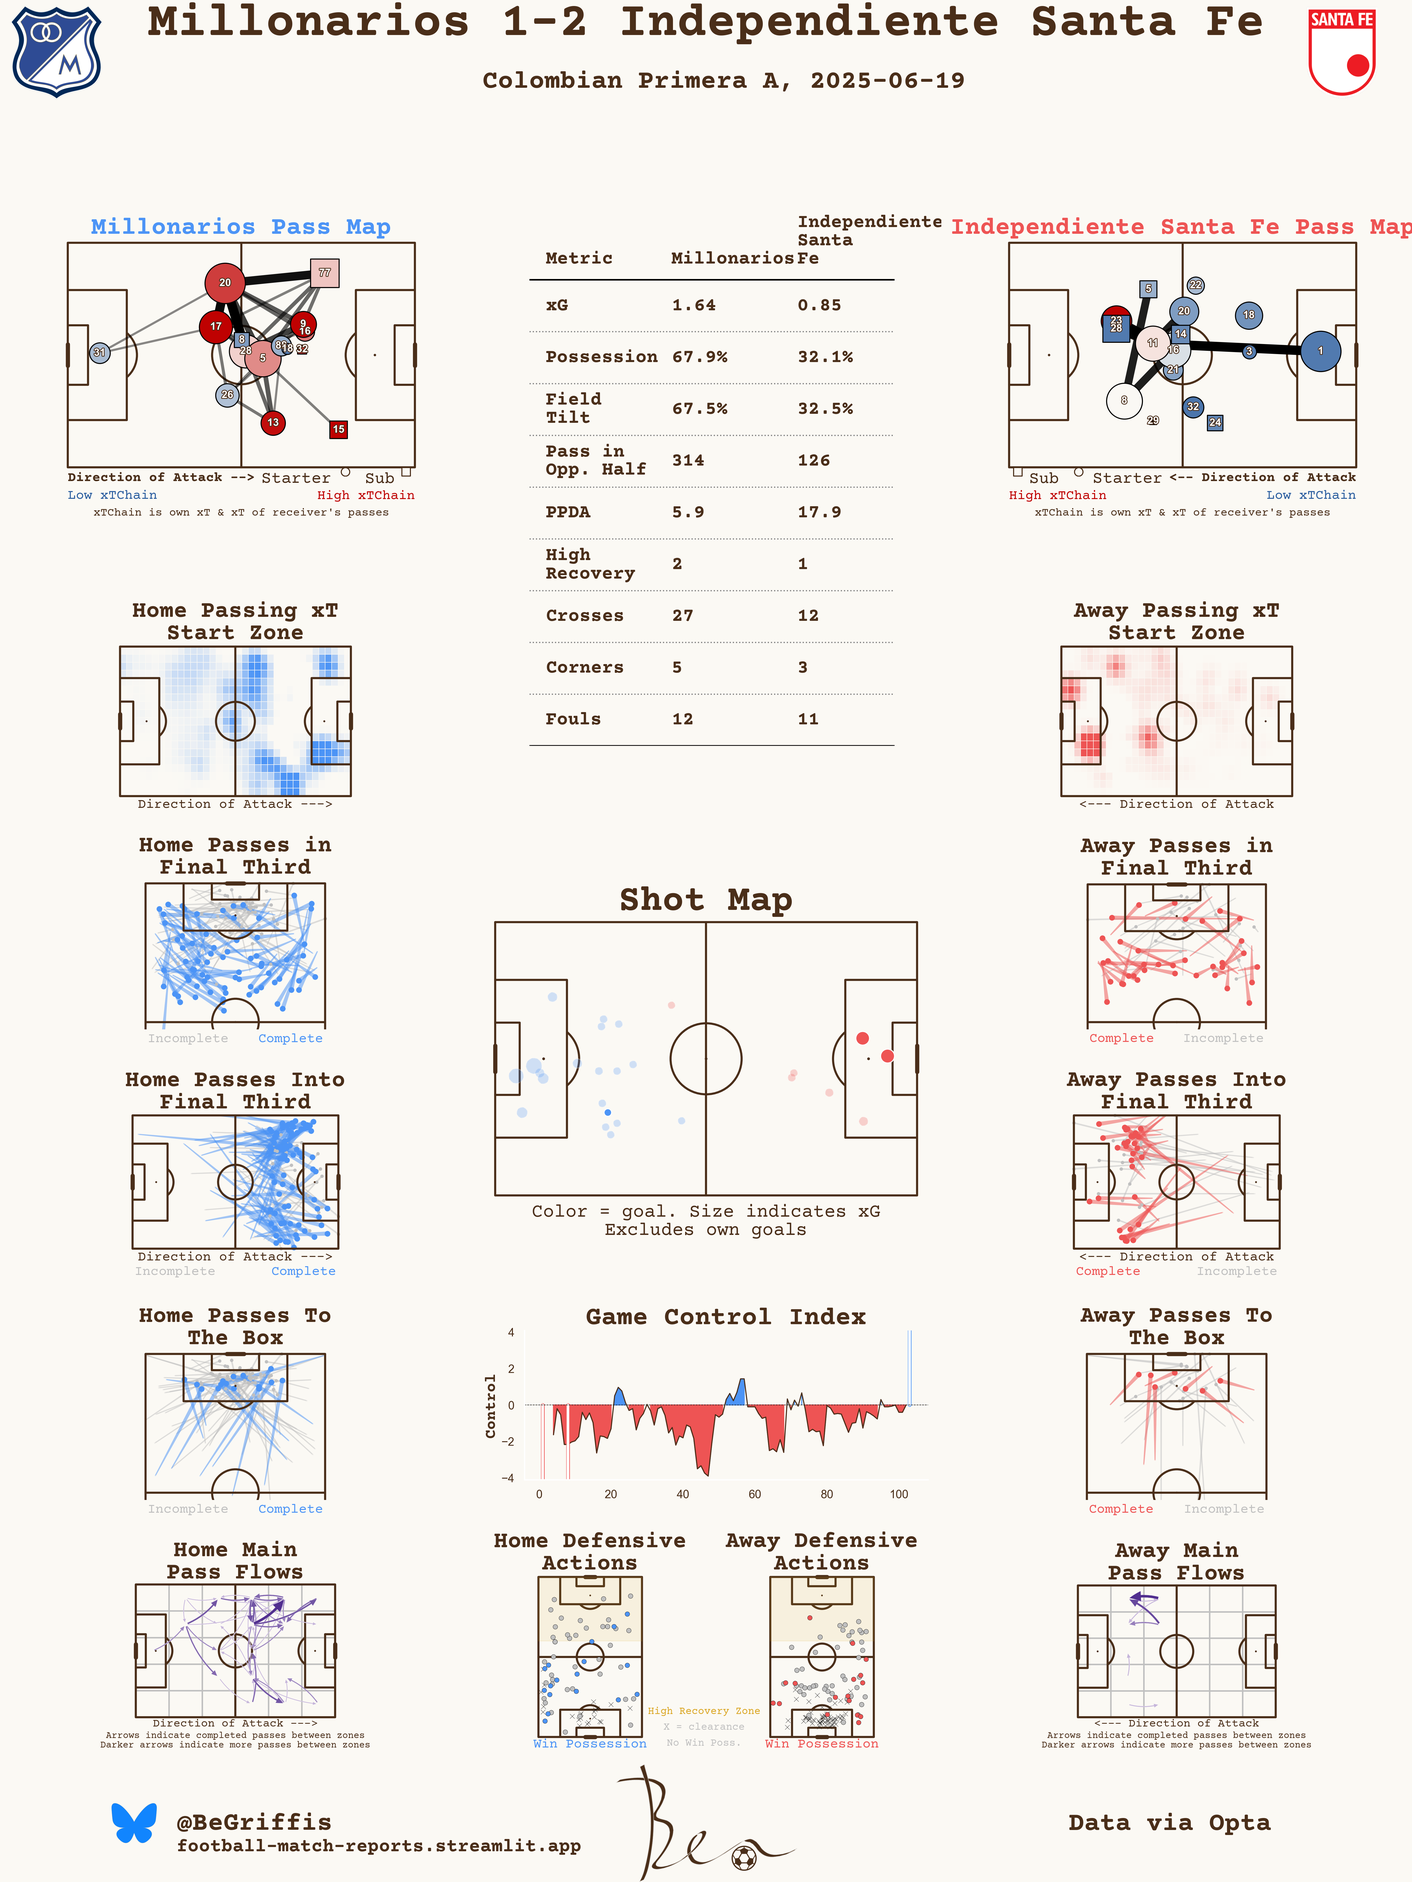 Millonarios 1-2 Independiente Santa Fe
SANTA FE
M
Colombian Primera A, 2025-06-19
Millonarios Pass Map
20
77
17
9
16
8
31
28
5
18
32
26
13
15
Direction of Attack --> Starter Sub
Low xTChain High xTChain
xTChain is own xT & xT of receiver's passes
Metric Millonarios Independiente Santa Fe
xG 1.64 0.85
Possession 67.9% 32.1%
Field Tilt 67.5% 32.5%
Pass in Opp. Half 314 126
PPDA 5.9 17.9
High Recovery 2 1
Crosses 27 12
Corners 5 3
Fouls 12 11
Independiente Santa Fe Pass Map
5
22
20
18
23
28
14
11
16
3
1
21
8
32
29
24
Sub Starter <-- Direction of Attack
High xTChain Low xTChain
xTChain is own xT & xT of receiver's passes
Home Passing xT
Start Zone
Direction of Attack --->
Away Passing xT
Start Zone
<--- Direction of Attack
Home Passes in
Final Third
Incomplete Complete
Away Passes in
Final Third
Complete Incomplete
Shot Map
Color = goal. Size indicates xG
Excludes own goals
Home Passes Into
Final Third
Direction of Attack --->
Incomplete Complete
Away Passes Into
Final Third
<--- Direction of Attack
Complete Incomplete
Home Passes To
The Box
Incomplete Complete
Game Control Index
Control
4
2
0
−2
−4
0 20 40 60 80 100
Away Passes To
The Box
Complete Incomplete
Home Main
Pass Flows
Direction of Attack --->
Arrows indicate completed passes between zones
Darker arrows indicate more passes between zones
Home Defensive
Actions
Win Possession
High Recovery Zone
X = clearance
No Win Poss.
Away Defensive
Actions
Win Possession
Away Main
Pass Flows
<--- Direction of Attack
Arrows indicate completed passes between zones
Darker arrows indicate more passes between zones
@BeGriffis
football-match-reports.streamlit.app
Ben
Data via Opta